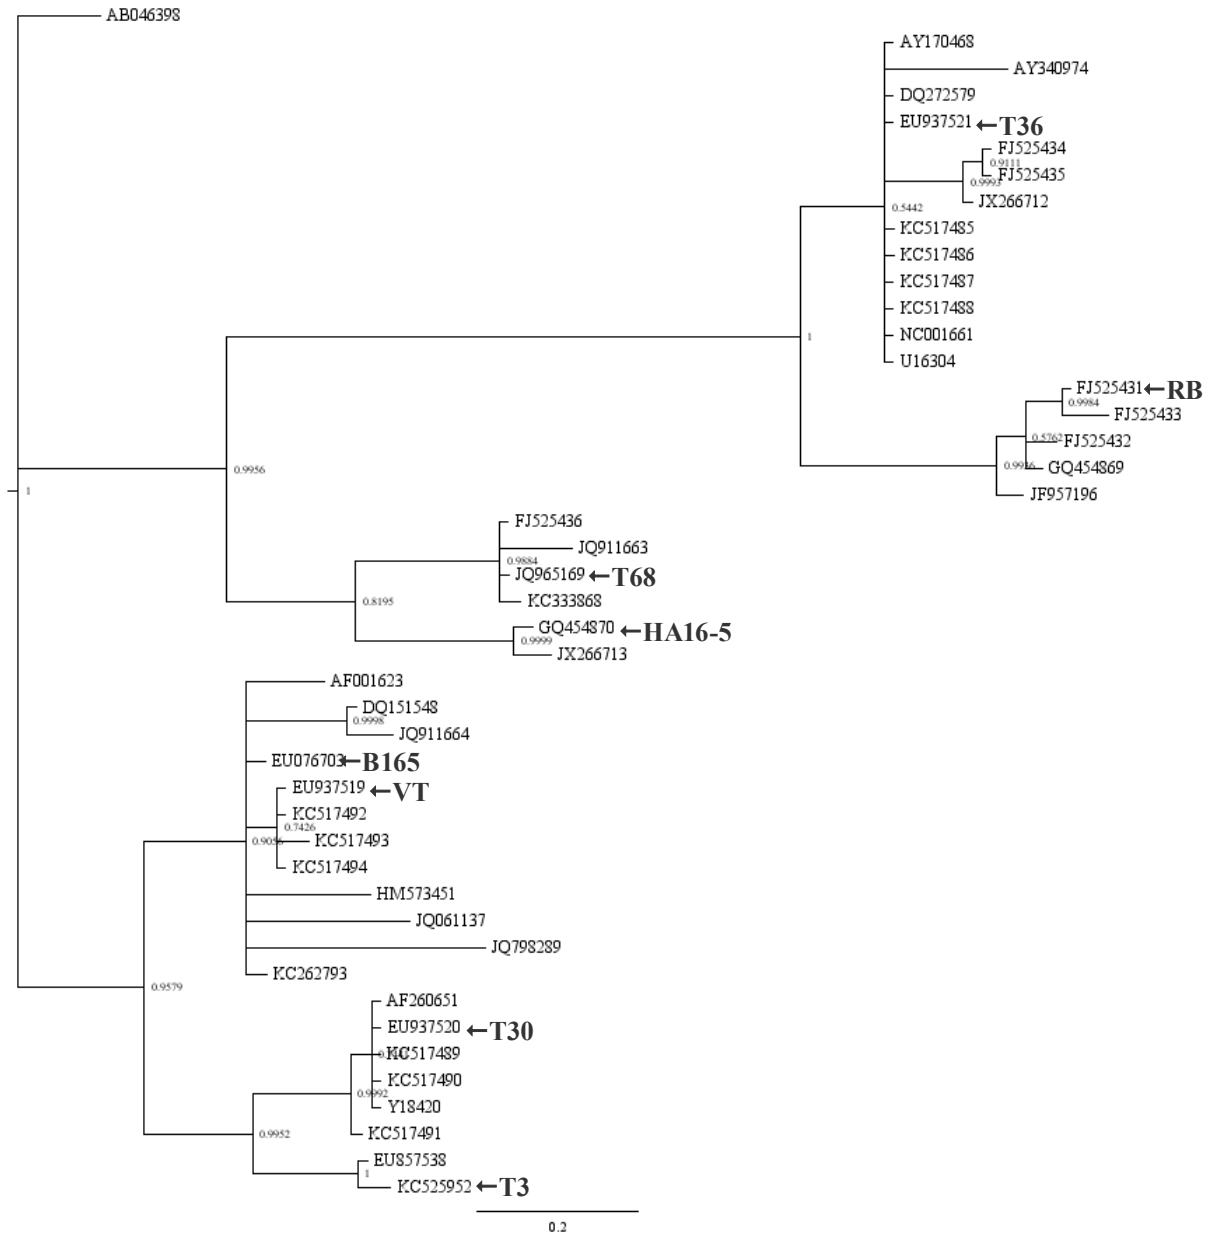 AB046398
AY170468
AY340974
DQ272579
EU937521 ←T36
FJ525434
0.9111
FJ525435
0.9993
JX266712
0.5442
KC517485
KC517486
KC517487
KC517488
NC001661
1
U16304
FJ525431 ←RB
0.9984
FJ525433
0.5762
FJ525432
GQ454869
0.9956
JF957196
1
FJ525436
JQ911663
0.9884
JQ965169 ←T68
0.8195
KC333868
GQ454870 ←HA16-5
0.9999
JX266713
AF001623
DQ151548
0.9998
JQ911664
EU076703 ←B165
EU937519 ←VT
KC517492
0.7426
KC517493
KC517494
HM573451
JQ061137
JQ798289
KC262793
0.9579
AF260651
EU937520 ←T30
KC517489
KC517490
0.9992
Y18420
0.9952
KC517491
EU857538
1
KC525952 ←T3
0.2